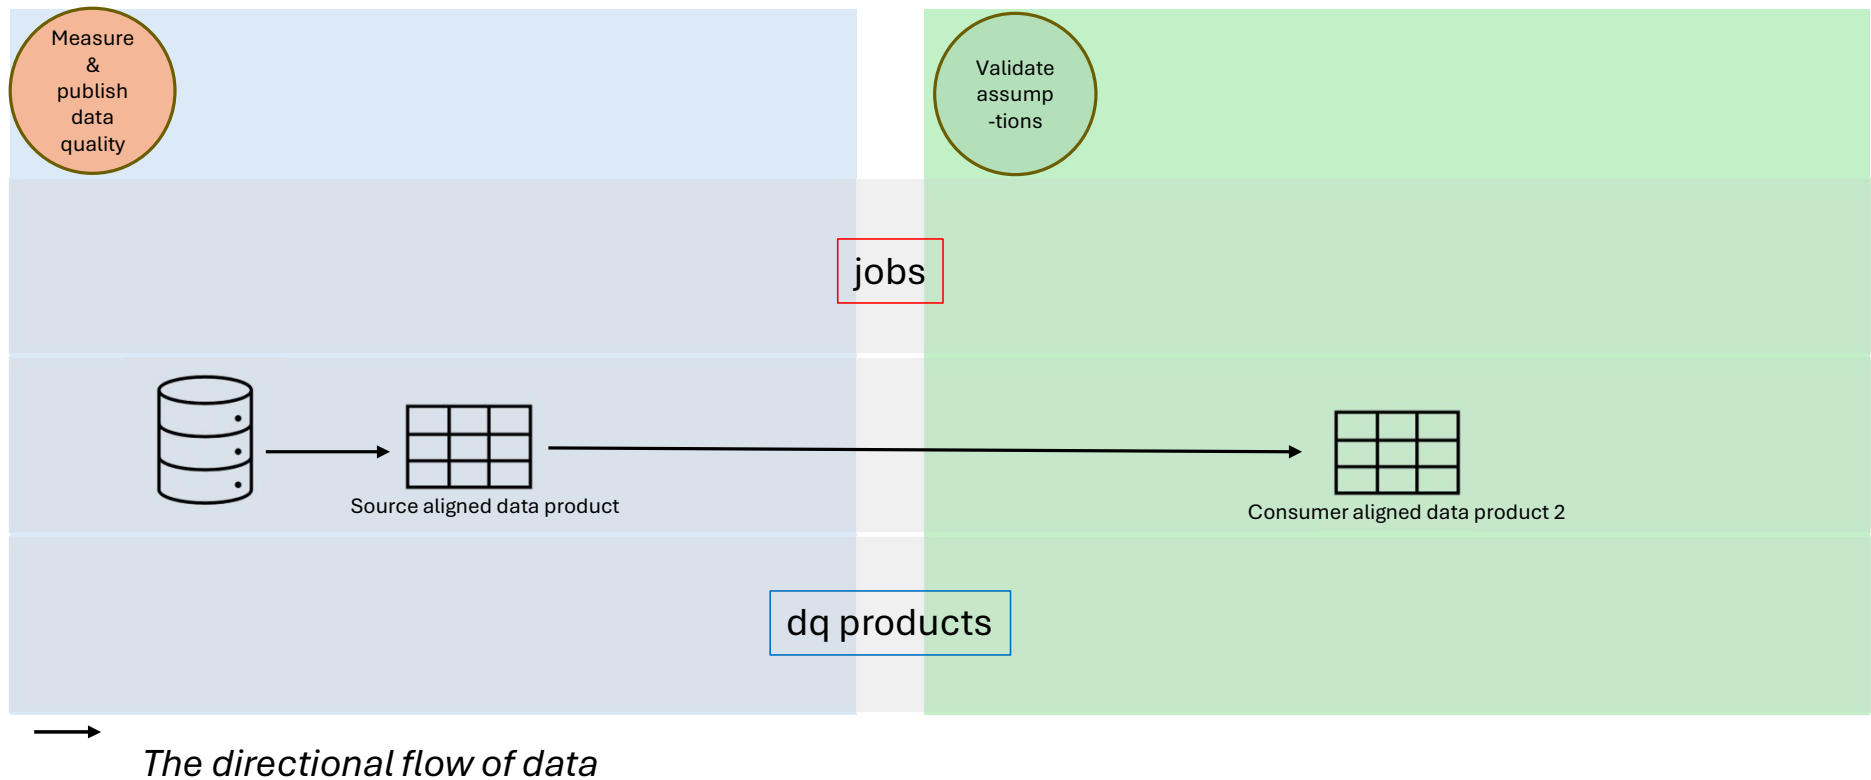 Measure
&
publish
data
quality
Validate
assump
-tions
jobs
Source aligned data product
Consumer aligned data product 2
dq products
The directional flow of data